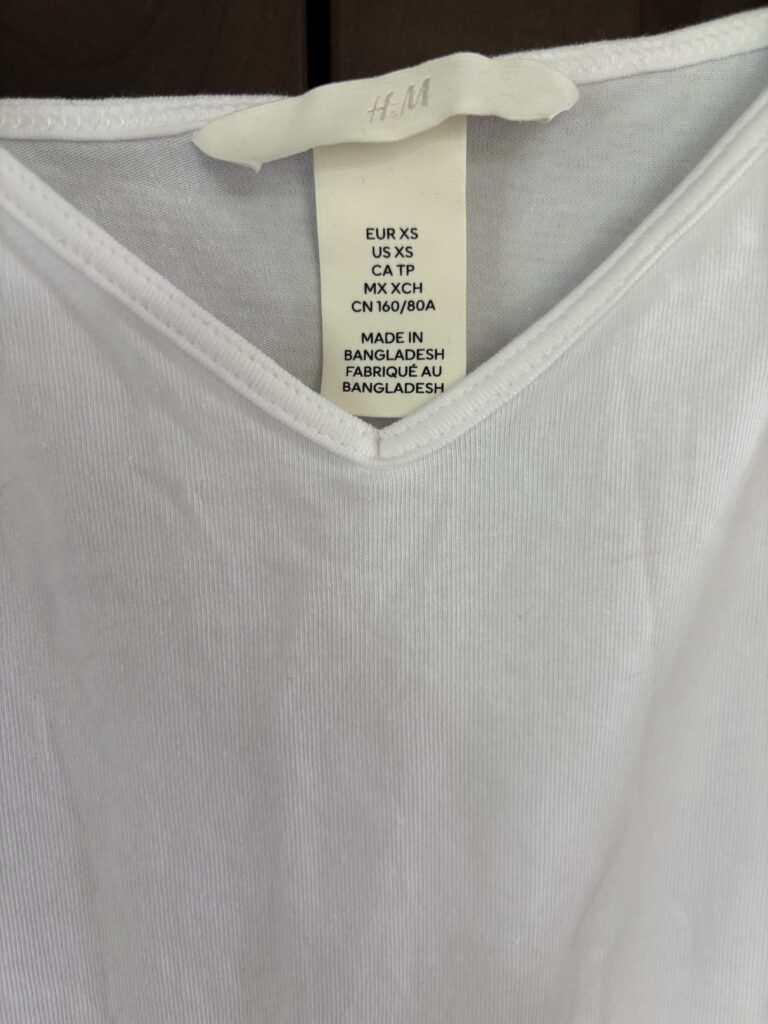 H&M
EUR XS
US XS
CA TP
MX XCH
CN 160/80A
MADE IN
BANGLADESH
FABRIQUÉ AU
BANGLADESH